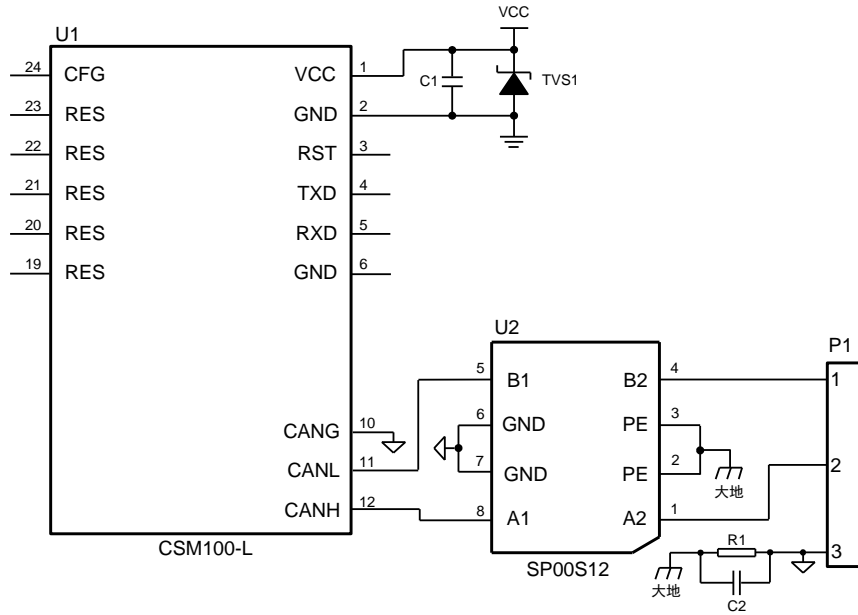 VCC
U1
24 CFG VCC 1
C1 TVS1
23 RES GND 2
22 RES RST 3
21 RES TXD 4
20 RES RXD 5
19 RES GND 6
U2
P1
5 B1 B2 4 1
CANG 10
6 GND PE 3
CANL 11
7 GND PE 2
2
大地
CANH 12
8 A1 A2 1
CSM100-L
SP00S12
R1
3
大地
C2